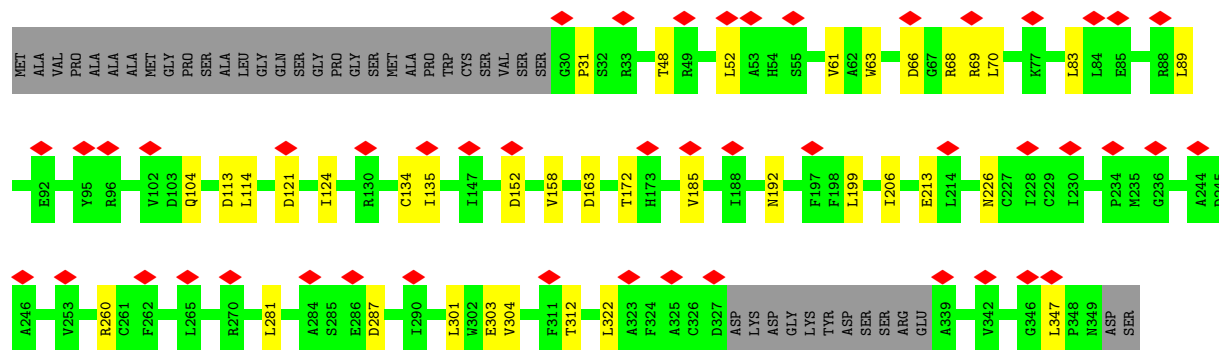 MET ALA VAL PRO ALA ALA ALA MET GLY PRO SER ALA LEU GLY GLN SER GLY PRO GLY SER MET ALA PRO TRP CYS SER VAL SER SER G30 P31 S32 R33 T48 R49 L52 A53 H54 S55 V61 A62 W63 D66 G67 R68 R69 L70 K77 L83 L84 E85 R88 L89
E92 Y95 R96 V102 D103 Q104 D113 L114 D121 I124 R130 C134 I135 I147 D152 V158 D163 T172 H173 V185 I188 N192 F197 F198 L199 I206 E213 L214 N226 C227 I228 C229 I230 P234 M235 G236 A244 D245
A246 V253 R260 C261 F262 L265 R270 L281 A284 S285 E286 D287 I290 L301 W302 E303 V304 F311 T312 L322 A323 F324 A325 C326 D327 ASP LYS ASP GLY LYS TYR ASP SER SER ARG GLU A339 V342 G346 L347 P348 N349 ASP SER